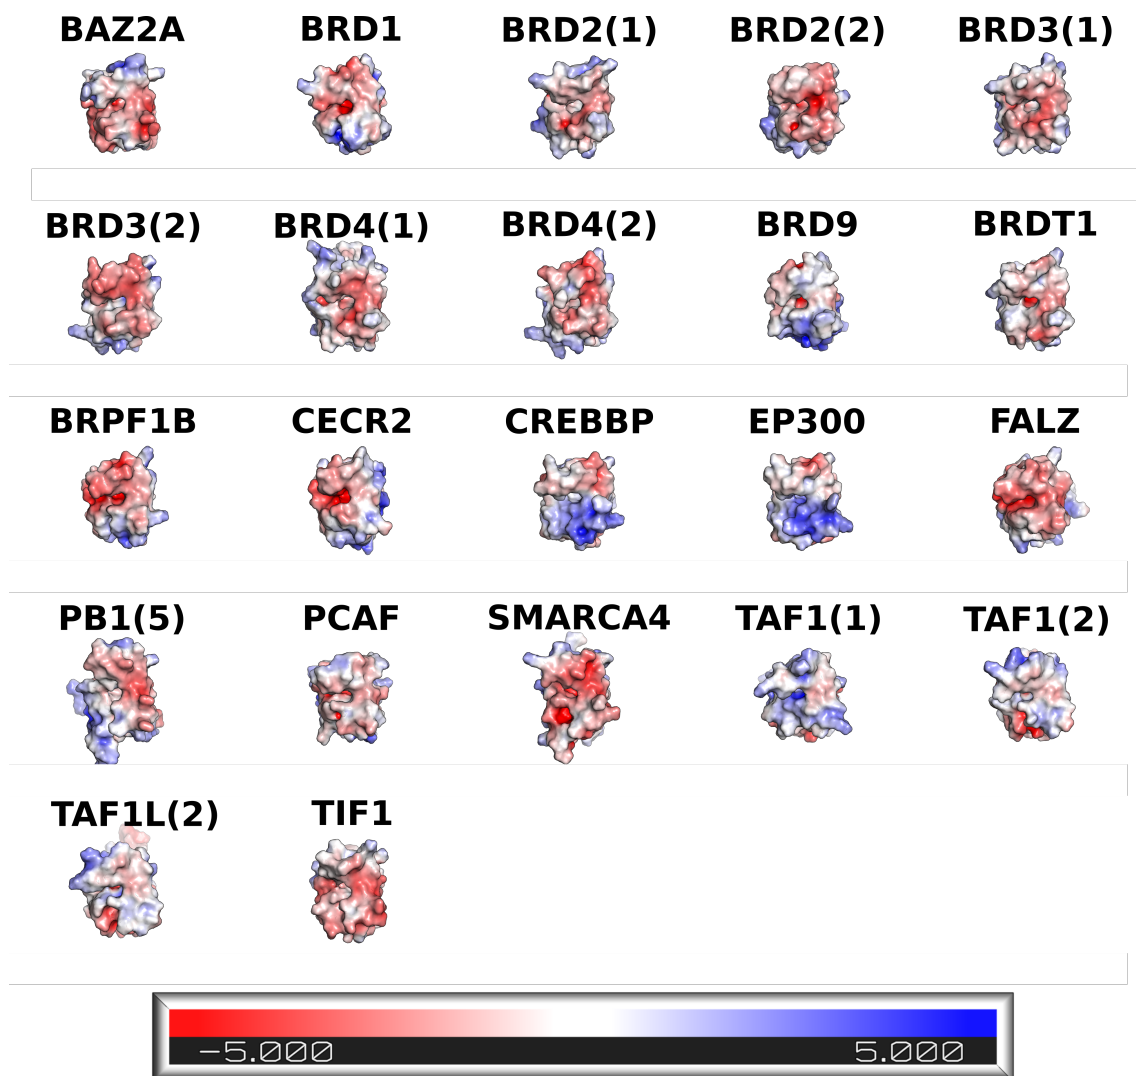 BAZ2A BRD1 BRD2(1) BRD2(2) BRD3(1)
BRD3(2) BRD4(1) BRD4(2) BRD9 BRDT1
BRPF1B CECR2 CREBBP EP300 FALZ
PB1(5) PCAF SMARCA4 TAF1(1) TAF1(2)
TAF1L(2) TIF1
−5.000 5.000